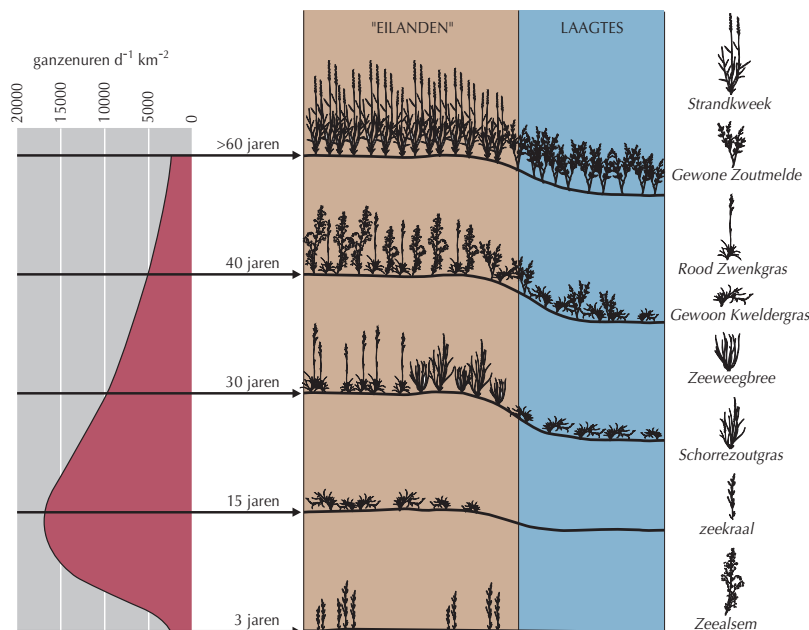 "EILANDEN"
LAAGTES
ganzenuren d⁻¹ km⁻²
20000
15000
10000
5000
0
>60 jaren
40 jaren
30 jaren
15 jaren
3 jaren
Strandkweek
Gewone Zoutmelde
Rood Zwenkgras
Gewoon Kweldergras
Zeeweegbree
Schorrezoutgras
zeekraal
Zeealsem